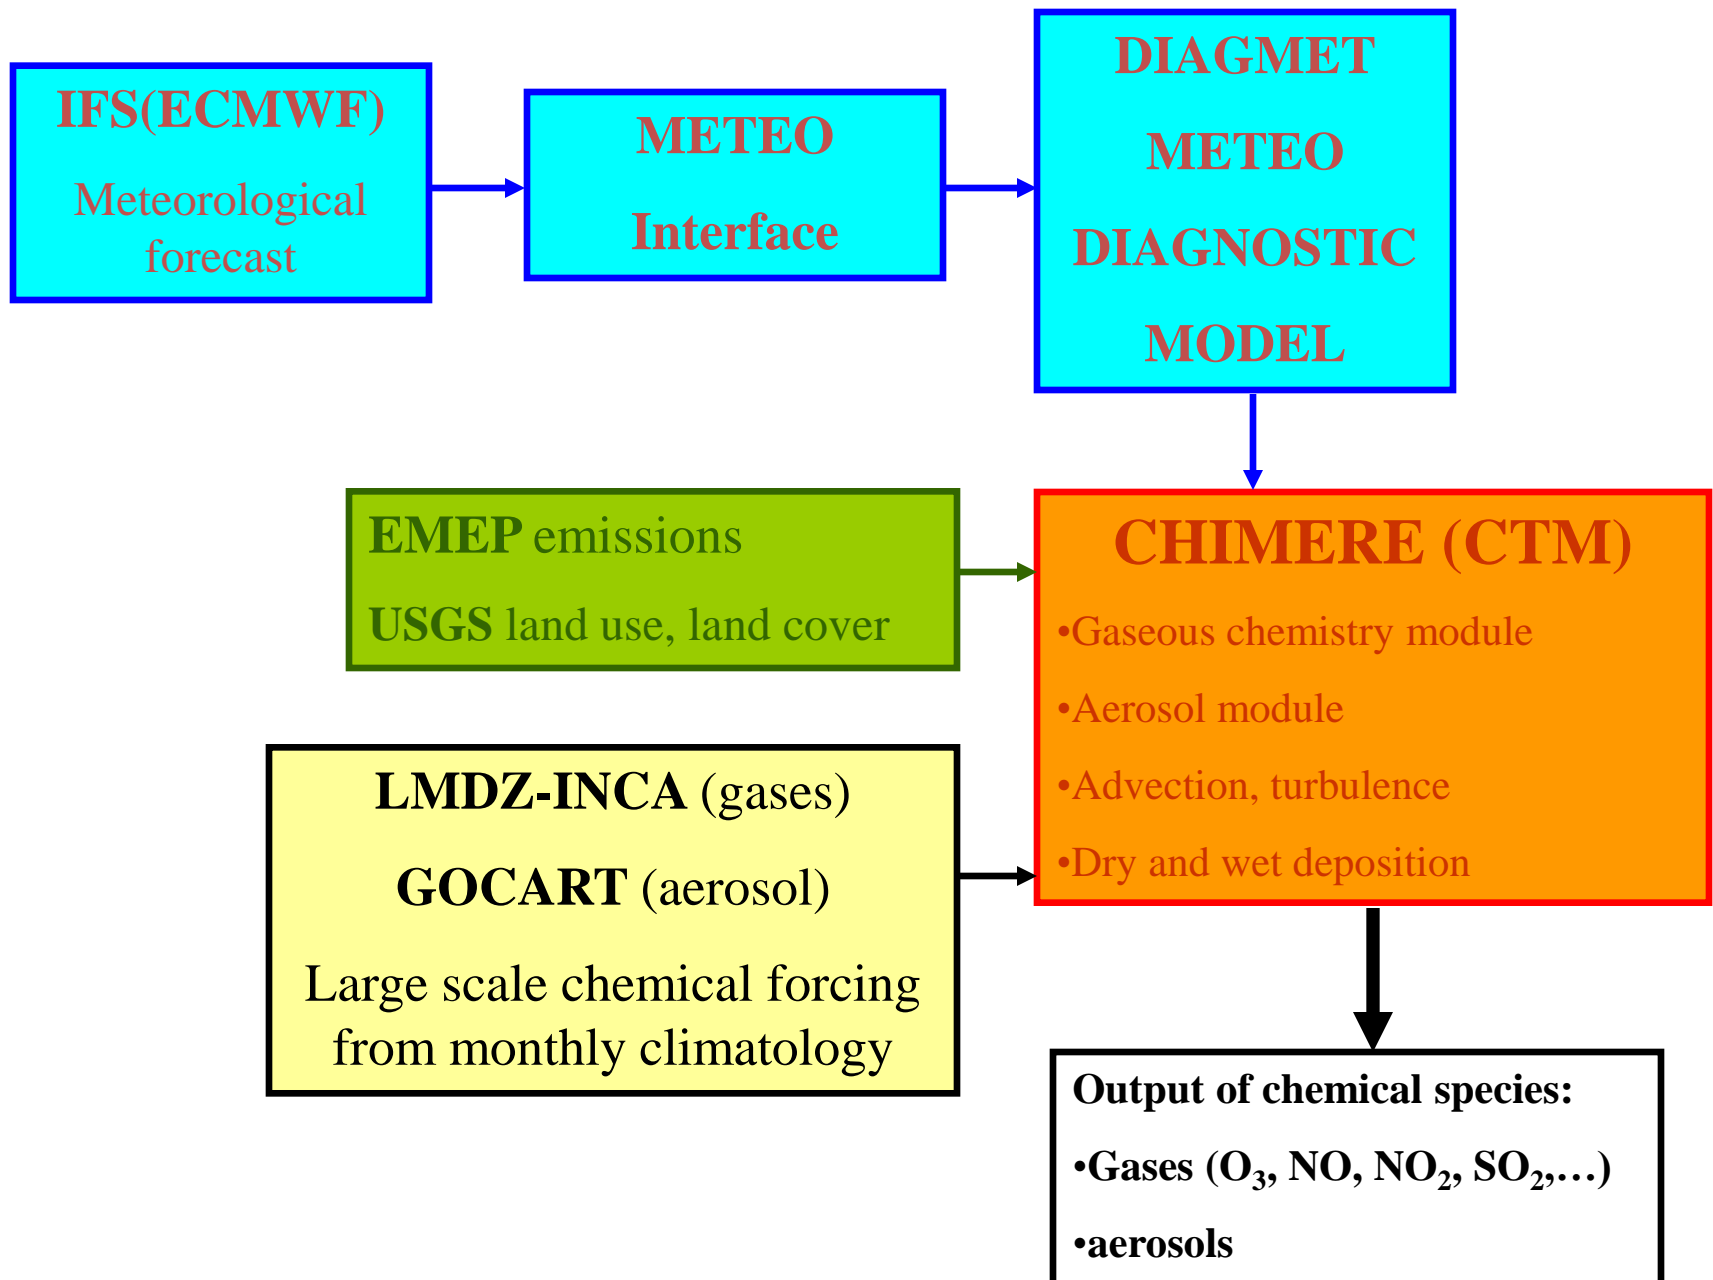 IFS(ECMWF)
Meteorological
forecast
METEO
Interface
DIAGMET
METEO
DIAGNOSTIC
MODEL
EMEP emissions
USGS land use, land cover
CHIMERE (CTM)
•Gaseous chemistry module
•Aerosol module
•Advection, turbulence
•Dry and wet deposition
LMDZ-INCA (gases)
GOCART (aerosol)
Large scale chemical forcing
from monthly climatology
Output of chemical species:
•Gases (O₃, NO, NO₂, SO₂,…)
•aerosols